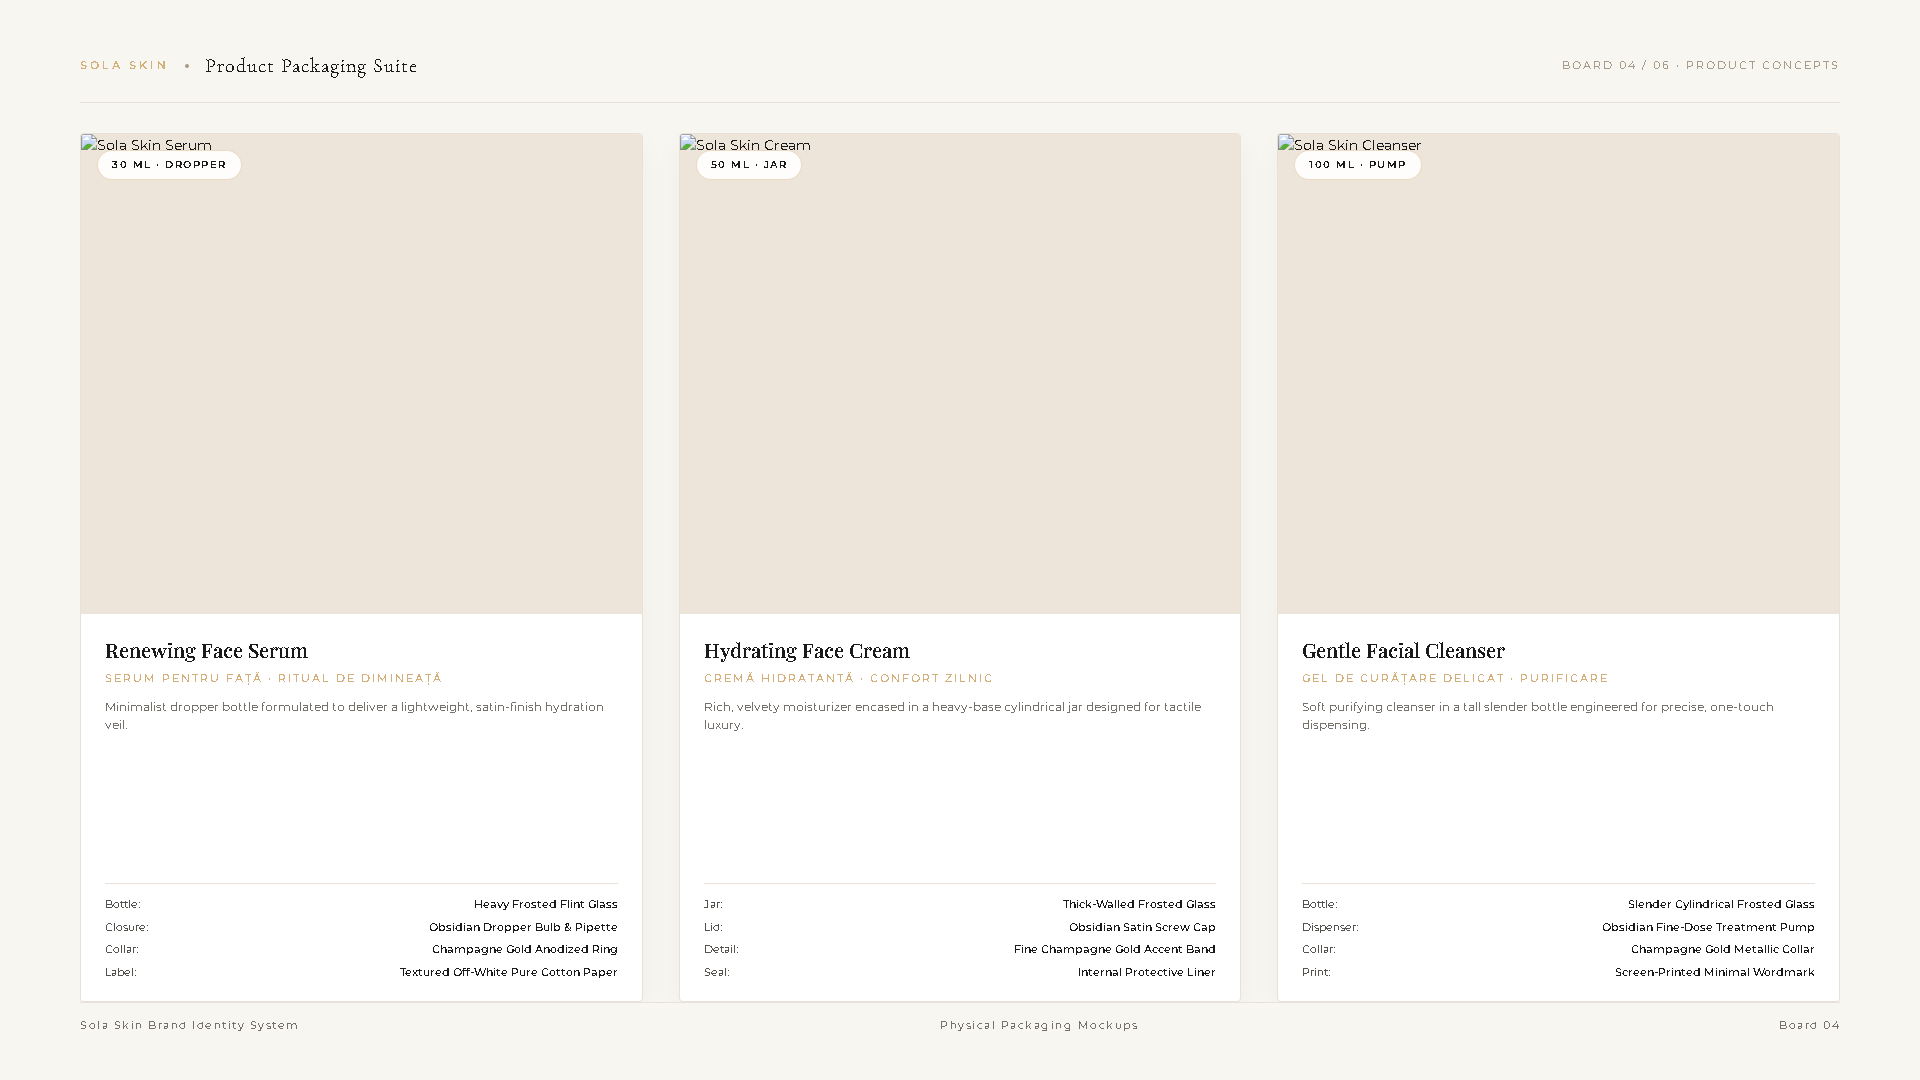 SOLA SKIN • Product Packaging Suite
BOARD 04 / 06 · PRODUCT CONCEPTS
Sola Skin Serum
30 ML · DROPPER
Renewing Face Serum
SERUM PENTRU FAȚĂ · RITUAL DE DIMINEAȚĂ
Minimalist dropper bottle formulated to deliver a lightweight, satin-finish hydration
veil.
Bottle: Heavy Frosted Flint Glass
Closure: Obsidian Dropper Bulb & Pipette
Collar: Champagne Gold Anodized Ring
Label: Textured Off-White Pure Cotton Paper
Sola Skin Cream
50 ML · JAR
Hydrating Face Cream
CREMĂ HIDRATANTĂ · CONFORT ZILNIC
Rich, velvety moisturizer encased in a heavy-base cylindrical jar designed for tactile
luxury.
Jar: Thick-Walled Frosted Glass
Lid: Obsidian Satin Screw Cap
Detail: Fine Champagne Gold Accent Band
Seal: Internal Protective Liner
Sola Skin Cleanser
100 ML · PUMP
Gentle Facial Cleanser
GEL DE CURĂȚARE DELICAT · PURIFICARE
Soft purifying cleanser in a tall slender bottle engineered for precise, one-touch
dispensing.
Bottle: Slender Cylindrical Frosted Glass
Dispenser: Obsidian Fine-Dose Treatment Pump
Collar: Champagne Gold Metallic Collar
Print: Screen-Printed Minimal Wordmark
Sola Skin Brand Identity System
Physical Packaging Mockups
Board 04